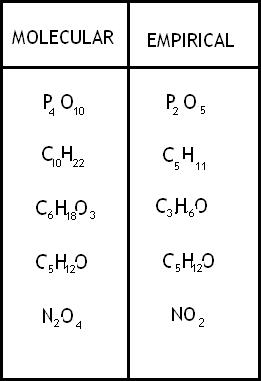 MOLECULAR EMPIRICAL
P₄O₁₀ P₂O₅
C₁₀H₂₂ C₅H₁₁
C₆H₁₈O₃ C₃H₆O
C₅H₁₂O C₅H₁₂O
N₂O₄ NO₂